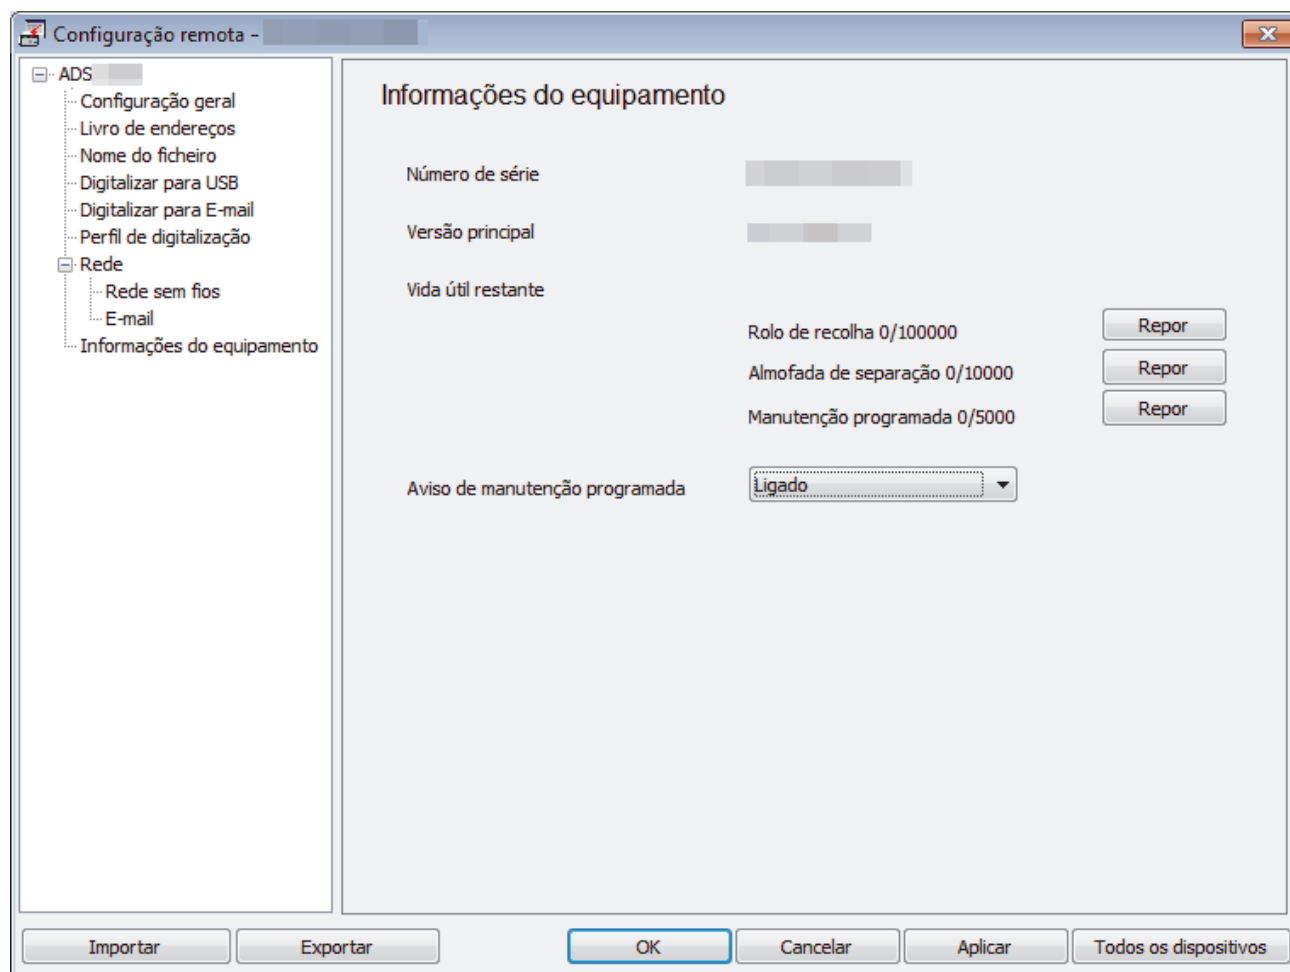 Configuração remota -
ADS
Configuração geral
Livro de endereços
Nome do ficheiro
Digitalizar para USB
Digitalizar para E-mail
Perfil de digitalização
Rede
Rede sem fios
E-mail
Informações do equipamento
Informações do equipamento
Número de série
Versão principal
Vida útil restante
Rolo de recolha 0/100000 Repor
Almofada de separação 0/10000 Repor
Manutenção programada 0/5000 Repor
Aviso de manutenção programada Ligado
Importar Exportar OK Cancelar Aplicar Todos os dispositivos